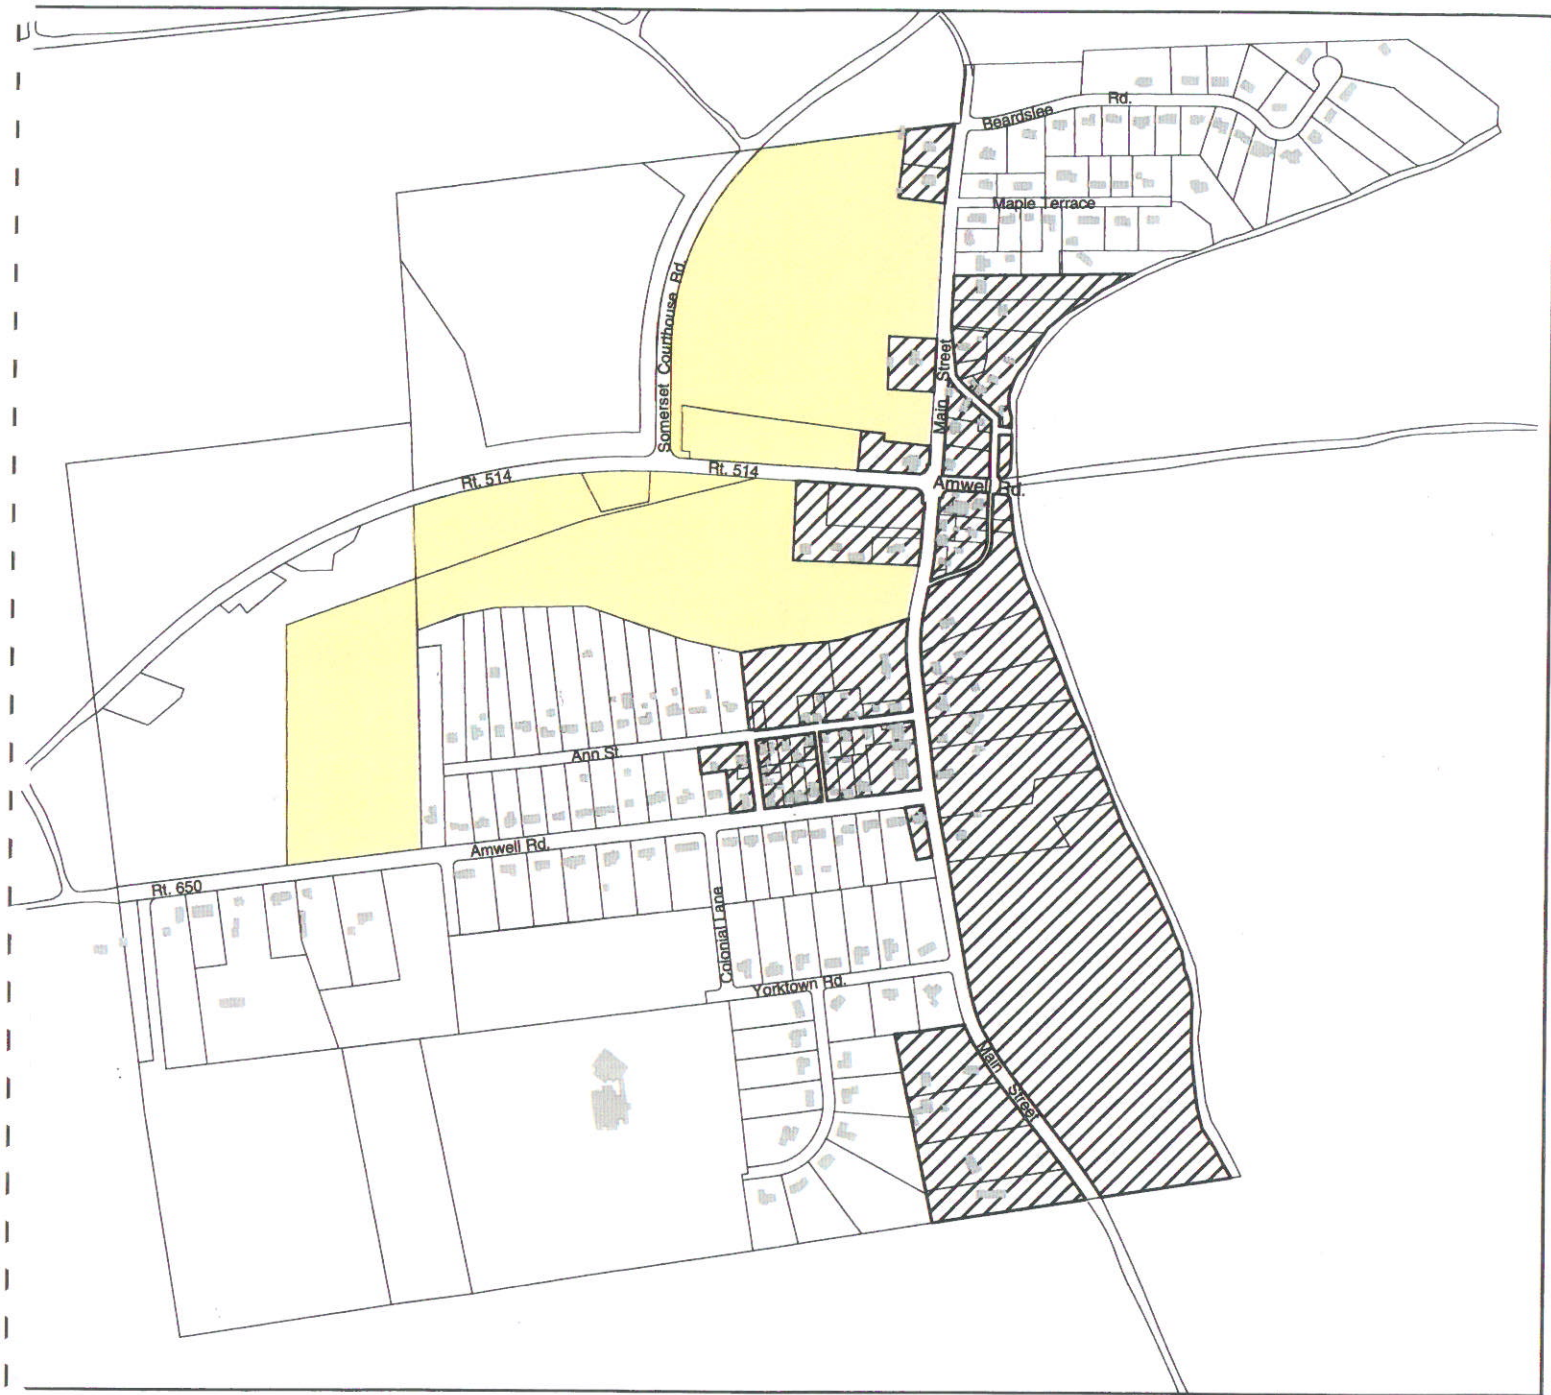 Beardslee Rd.
Maple Terrace
Somerset Courthouse Rd.
Main Street
Rt. 514
Rt. 514
Amwell Rd.
Ann St.
Amwell Rd.
Rt. 650
Colonial Lane
Yorktown Rd.
Main Street